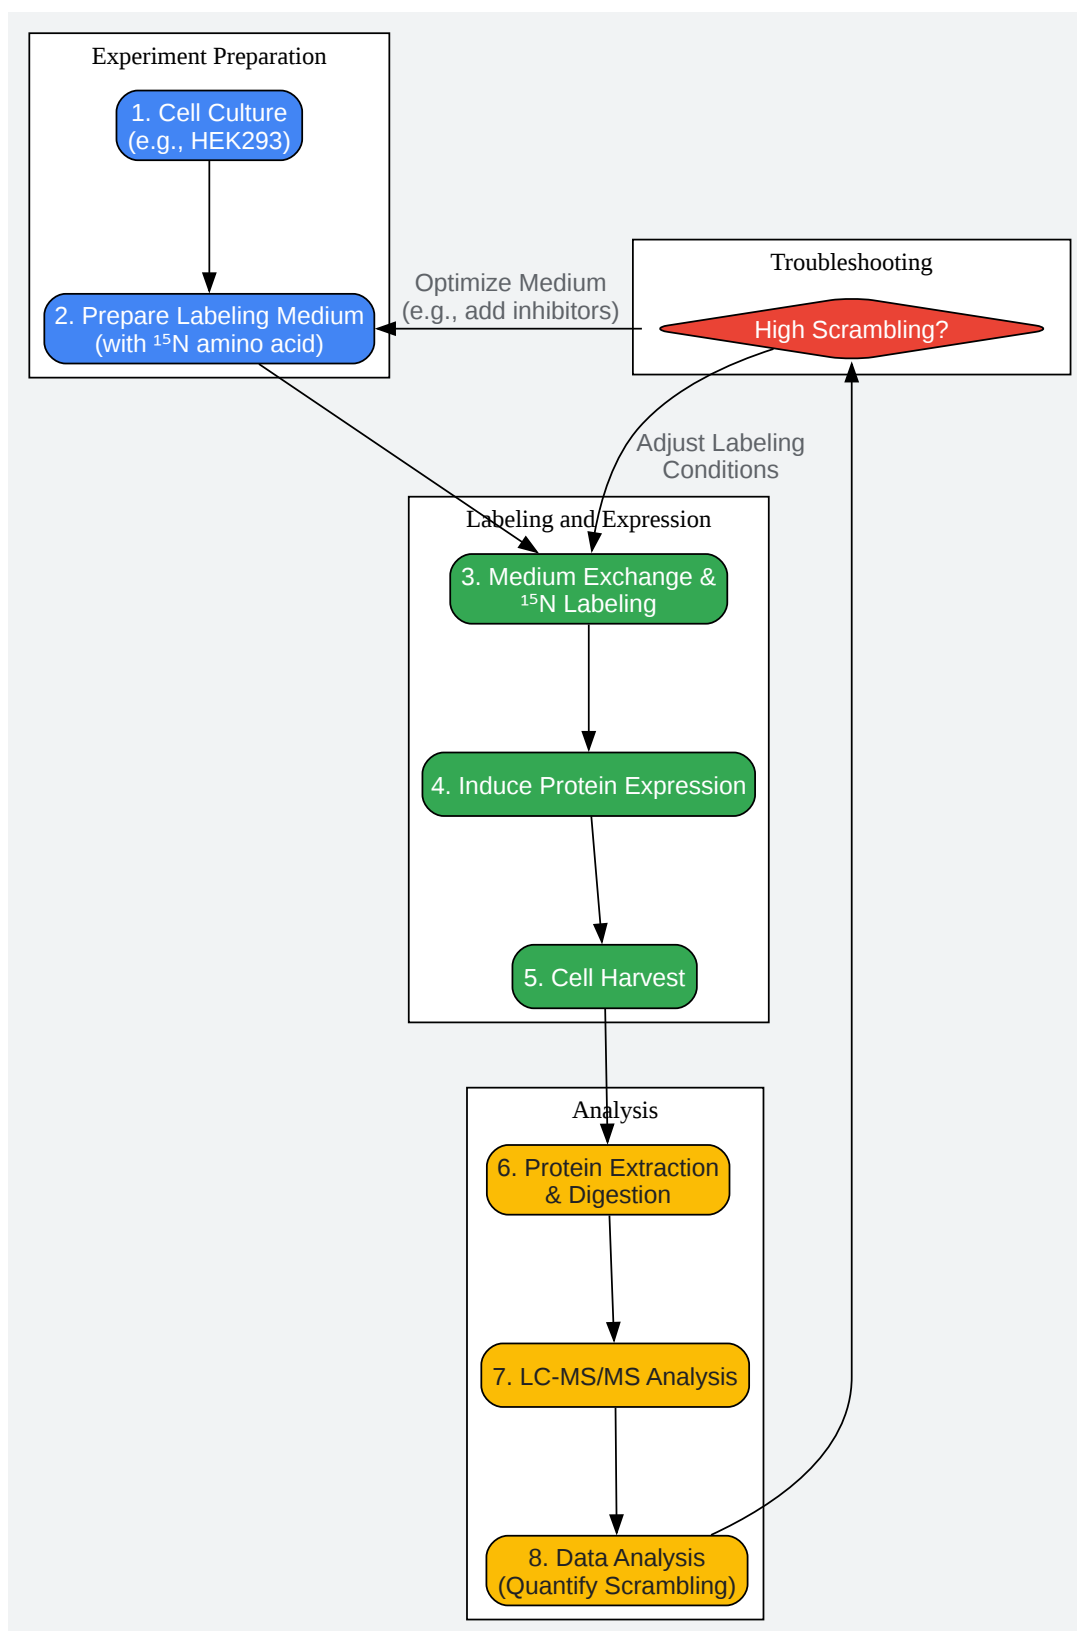 Experiment Preparation
1. Cell Culture
(e.g., HEK293)
2. Prepare Labeling Medium
(with ¹⁵N amino acid)
Troubleshooting
High Scrambling?
Optimize Medium
(e.g., add inhibitors)
Adjust Labeling
Conditions
Labeling and Expression
3. Medium Exchange &
¹⁵N Labeling
4. Induce Protein Expression
5. Cell Harvest
Analysis
6. Protein Extraction
& Digestion
7. LC-MS/MS Analysis
8. Data Analysis
(Quantify Scrambling)